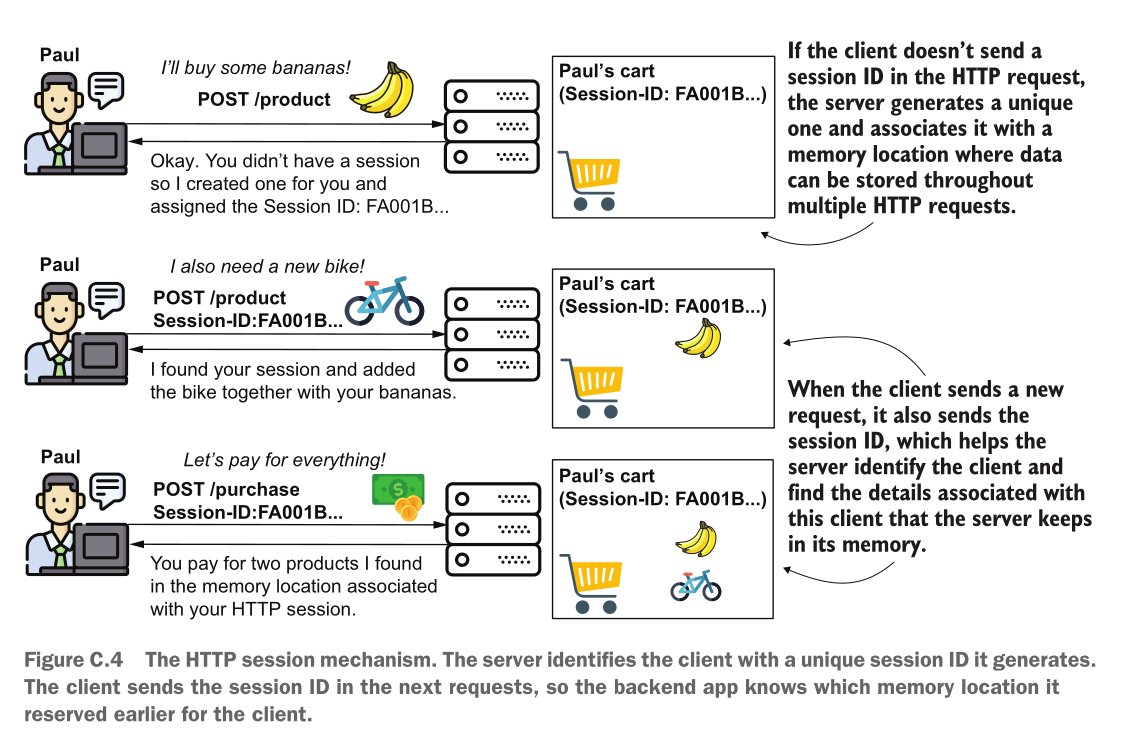 Paul
I'll buy some bananas!
POST /product
Okay. You didn't have a session
so I created one for you and
assigned the Session ID: FA001B...
Paul's cart
(Session-ID: FA001B...)
If the client doesn't send a
session ID in the HTTP request,
the server generates a unique
one and associates it with a
memory location where data
can be stored throughout
multiple HTTP requests.
Paul
I also need a new bike!
POST /product
Session-ID:FA001B...
I found your session and added
the bike together with your bananas.
Paul's cart
(Session-ID: FA001B...)
When the client sends a new
request, it also sends the
session ID, which helps the
server identify the client and
find the details associated with
this client that the server keeps
in its memory.
Paul
Let's pay for everything!
POST /purchase
Session-ID:FA001B...
$
You pay for two products I found
in the memory location associated
with your HTTP session.
Paul's cart
(Session-ID: FA001B...)
Figure C.4 The HTTP session mechanism. The server identifies the client with a unique session ID it generates.
The client sends the session ID in the next requests, so the backend app knows which memory location it
reserved earlier for the client.